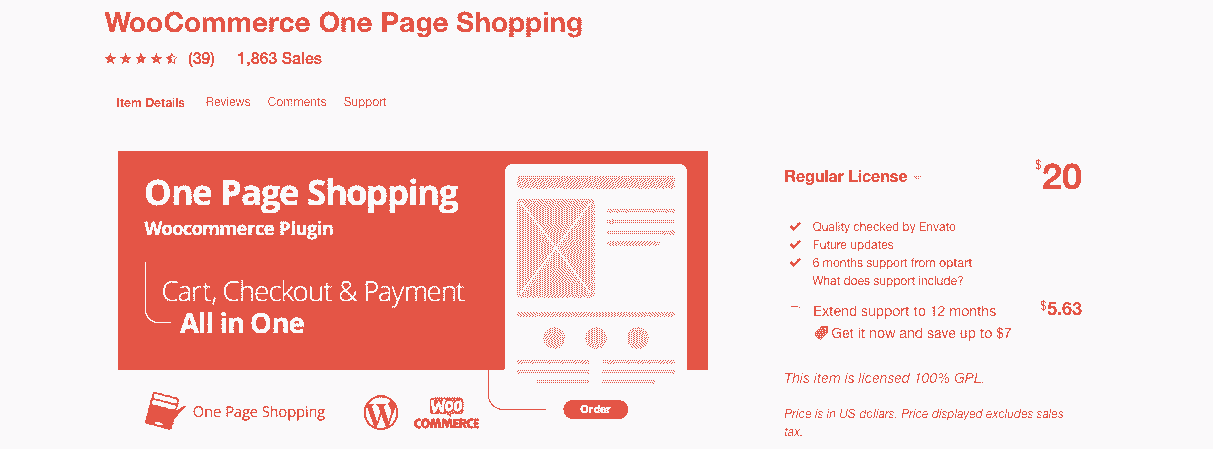 WooCommerce One Page Shopping
(39) 1,863 Sales
Item Details Reviews Comments Support
One Page Shopping
Woocommerce Plugin
Cart, Checkout & Payment
All in One
One Page Shopping
WOO
COMMERCE
Order
Regular License
$20
Quality checked by Envato
Future updates
6 months support from optart
What does support include?
Extend support to 12 months $5.63
Get it now and save up to $7
This item is licensed 100% GPL.
Price is in US dollars. Price displayed excludes sales
tax.